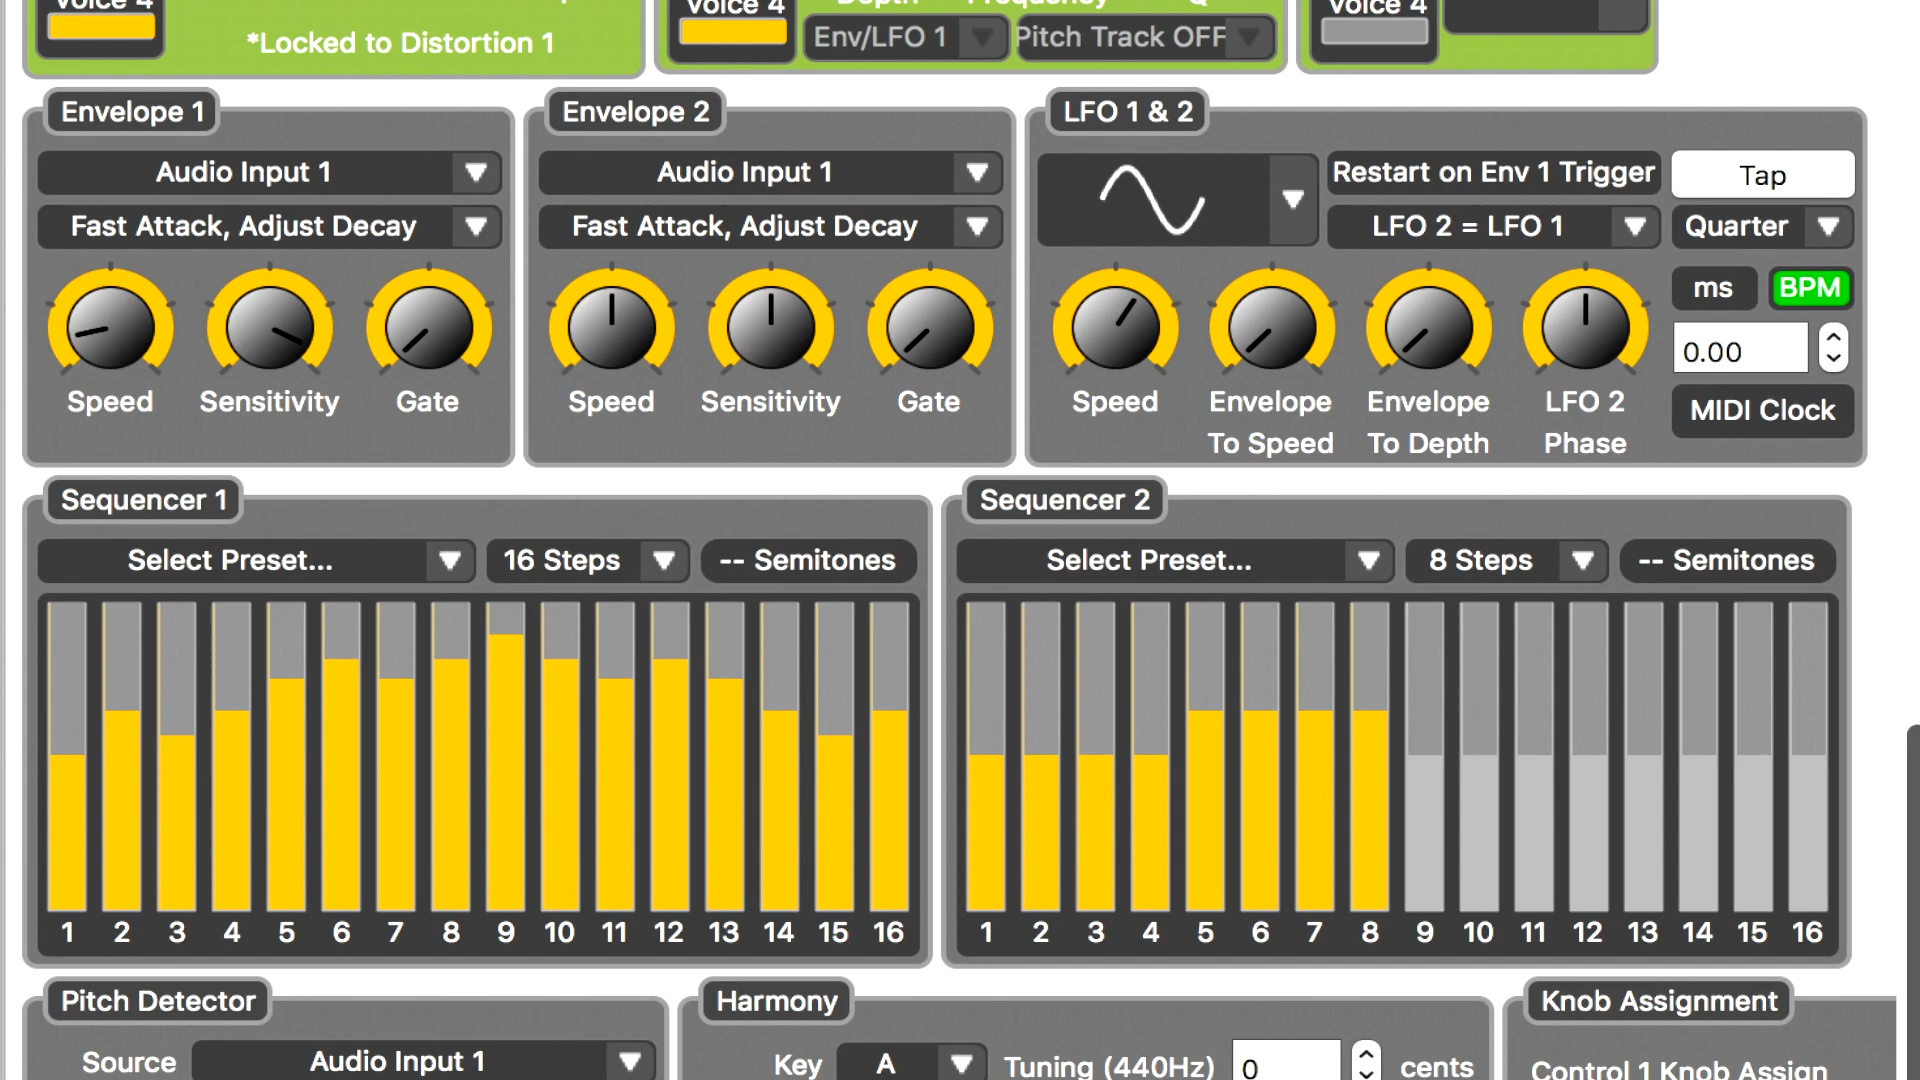 Voice 4
*Locked to Distortion 1
Voice 4
Depth Frequency Q
Env/LFO 1
Pitch Track OFF
Voice 4
Envelope 1
Audio Input 1
Fast Attack, Adjust Decay
Speed
Sensitivity
Gate
Envelope 2
Audio Input 1
Fast Attack, Adjust Decay
Speed
Sensitivity
Gate
LFO 1 & 2
Restart on Env 1 Trigger
Tap
LFO 2 = LFO 1
Quarter
ms
BPM
0.00
MIDI Clock
Speed
Envelope
To Speed
Envelope
To Depth
LFO 2
Phase
Sequencer 1
Select Preset...
16 Steps
-- Semitones
1 2 3 4 5 6 7 8 9 10 11 12 13 14 15 16
Sequencer 2
Select Preset...
8 Steps
-- Semitones
1 2 3 4 5 6 7 8 9 10 11 12 13 14 15 16
Pitch Detector
Source
Audio Input 1
Harmony
Key
A
Tuning (440Hz)
0
cents
Knob Assignment
Control 1 Knob Assign